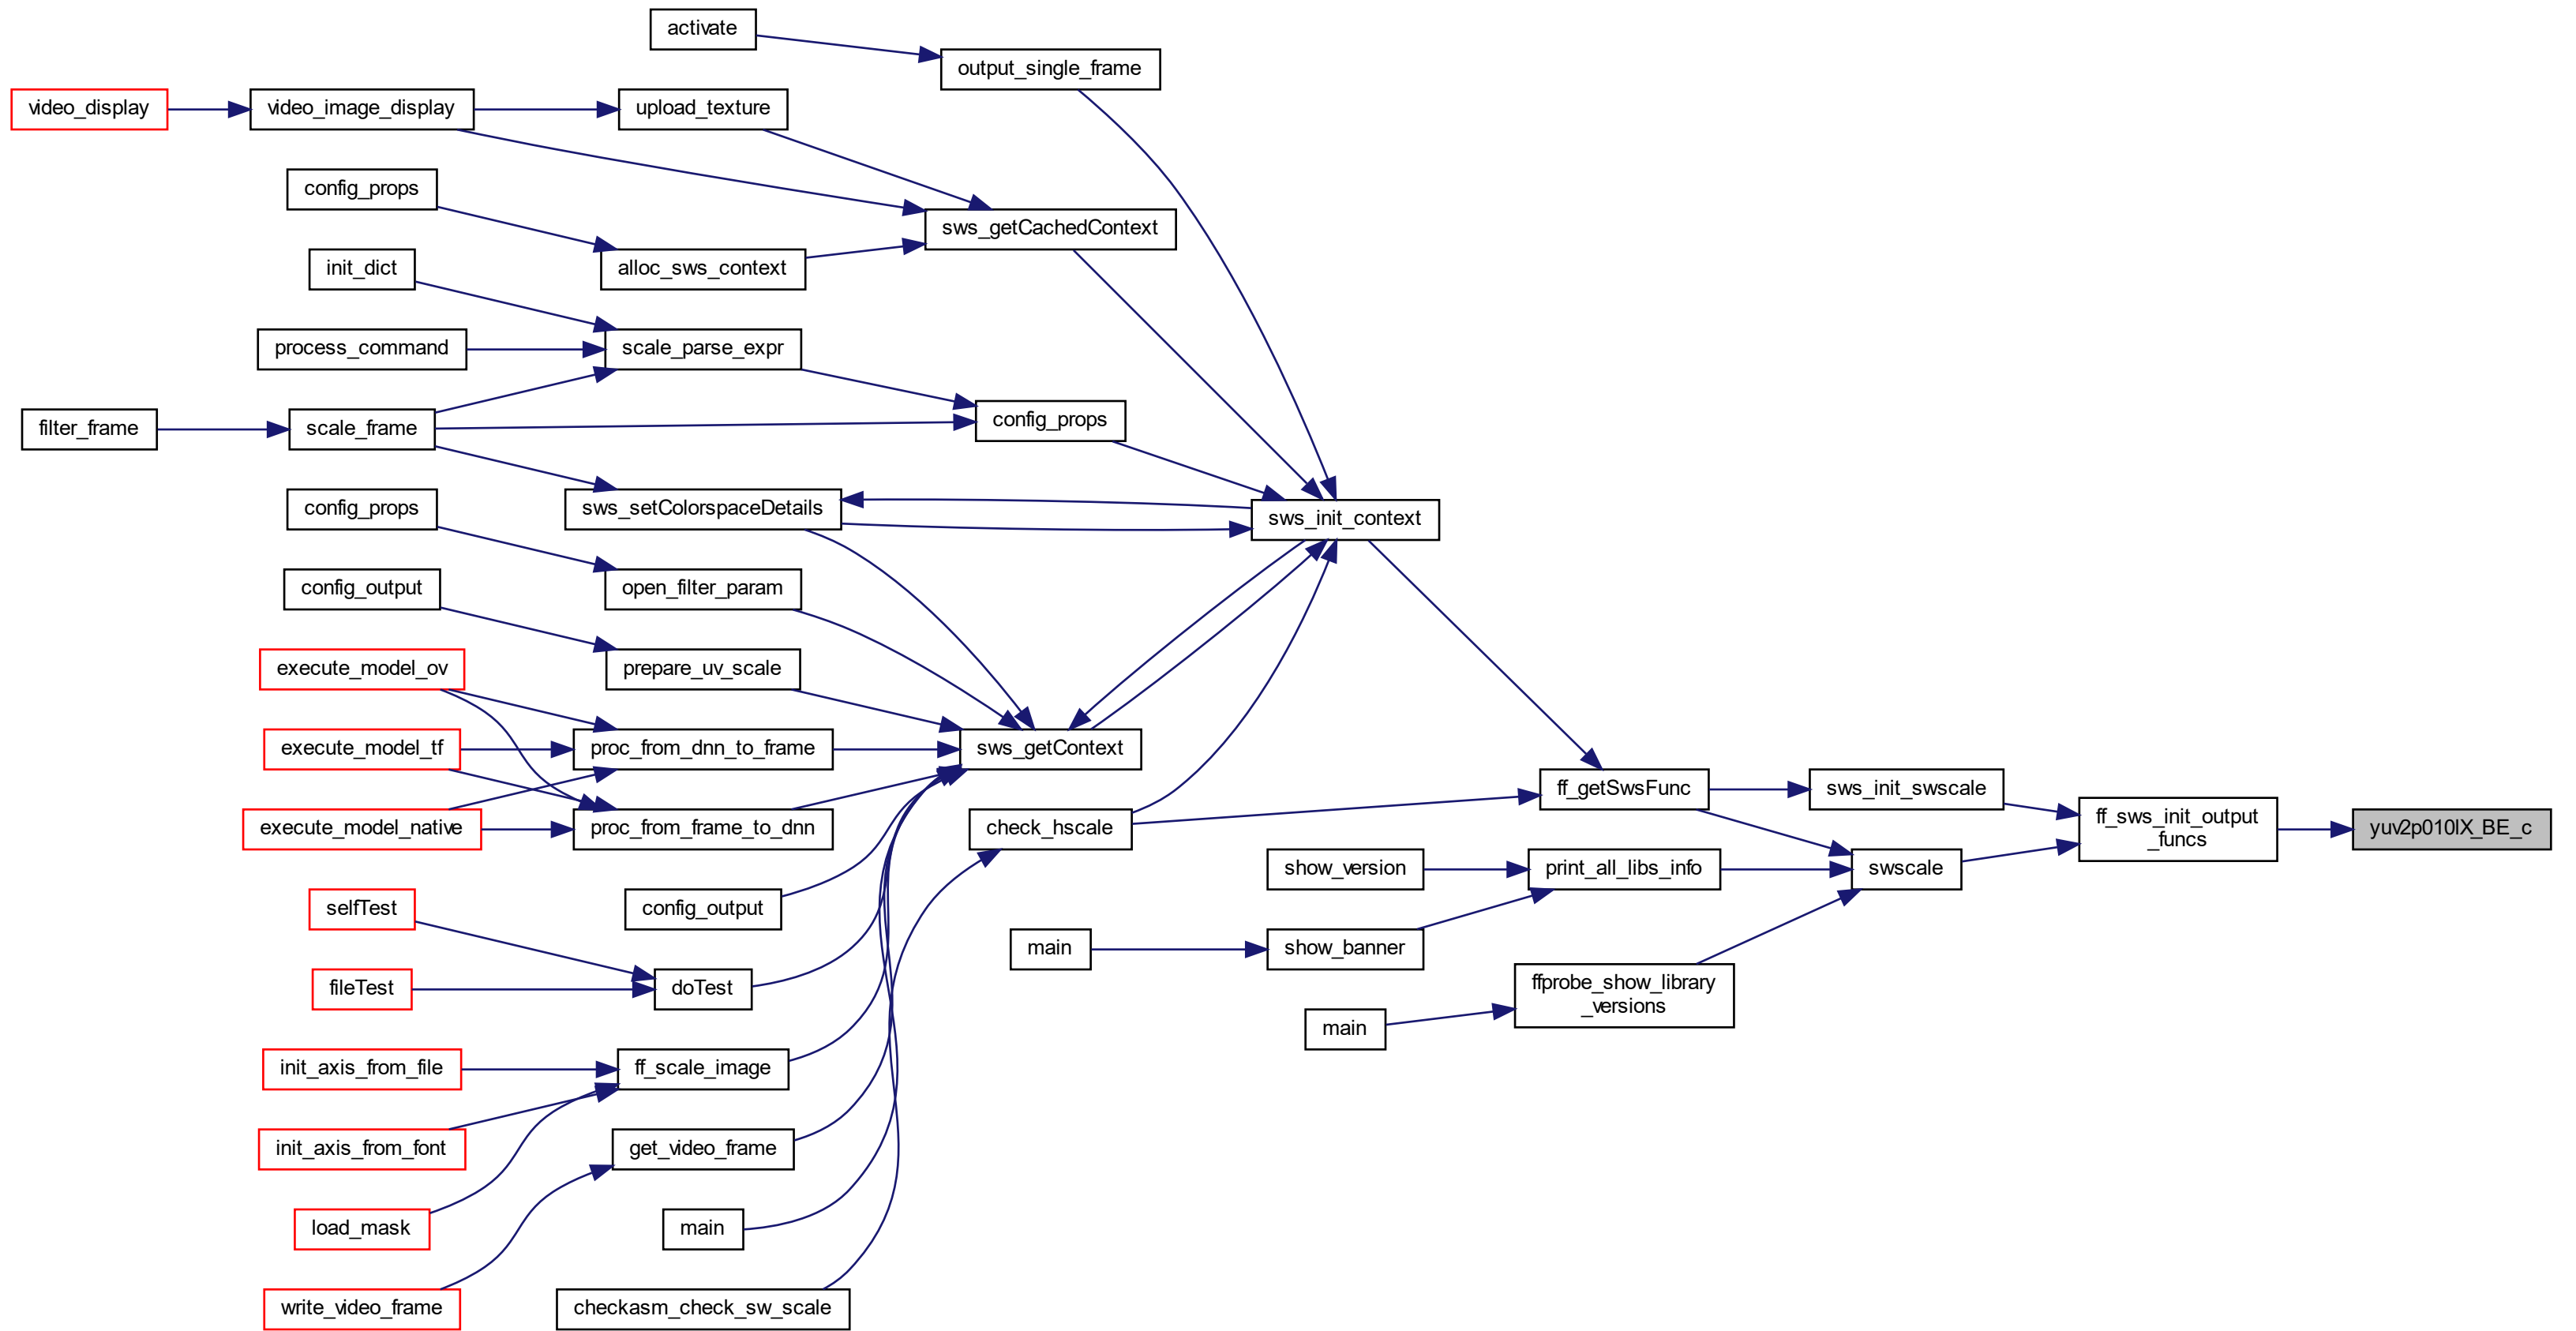 activate
output_single_frame
video_display
video_image_display
upload_texture
config_props
sws_getCachedContext
init_dict
alloc_sws_context
process_command
scale_parse_expr
filter_frame
scale_frame
config_props
config_props
sws_setColorspaceDetails
sws_init_context
config_output
open_filter_param
execute_model_ov
prepare_uv_scale
execute_model_tf
proc_from_dnn_to_frame
sws_getContext
execute_model_native
proc_from_frame_to_dnn
check_hscale
ff_getSwsFunc
sws_init_swscale
ff_sws_init_output
_funcs
yuv2p010lX_BE_c
show_version
print_all_libs_info
swscale
selfTest
config_output
main
show_banner
fileTest
doTest
main
ffprobe_show_library
_versions
init_axis_from_file
ff_scale_image
init_axis_from_font
get_video_frame
load_mask
main
write_video_frame
checkasm_check_sw_scale